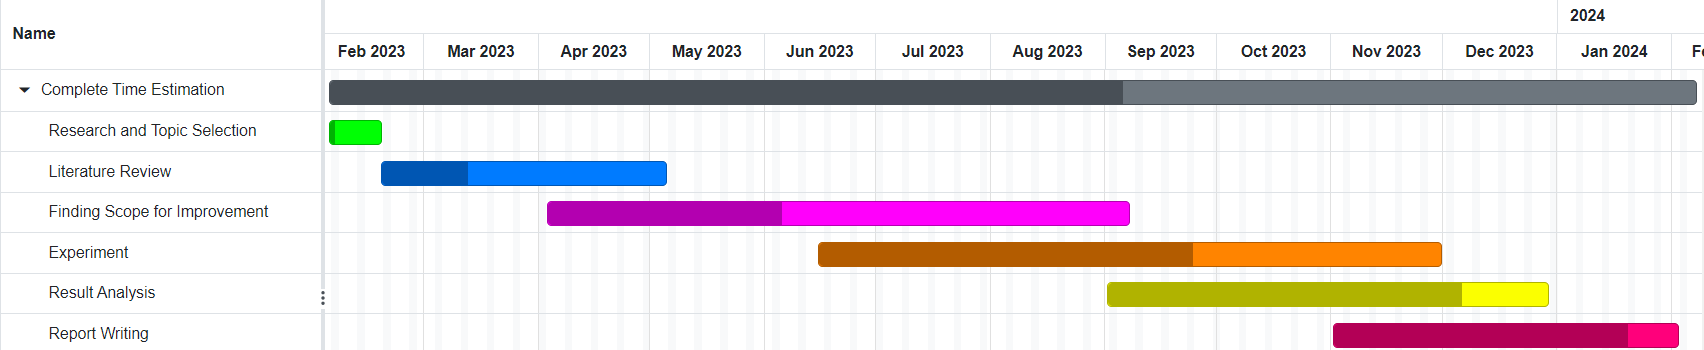 Name
2024
Feb 2023 Mar 2023 Apr 2023 May 2023 Jun 2023 Jul 2023 Aug 2023 Sep 2023 Oct 2023 Nov 2023 Dec 2023 Jan 2024
Complete Time Estimation
Research and Topic Selection
Literature Review
Finding Scope for Improvement
Experiment
Result Analysis
Report Writing